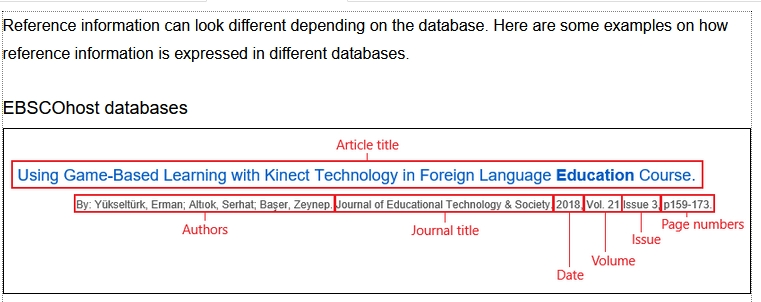 Reference information can look different depending on the database. Here are some examples on how
reference information is expressed in different databases.
EBSCOhost databases
Article title
Using Game-Based Learning with Kinect Technology in Foreign Language Education Course.
By: Yükseltürk, Erman; Altıok, Serhat; Başer, Zeynep. Journal of Educational Technology & Society. 2018, Vol. 21 Issue 3, p159-173.
Authors
Journal title
Page numbers
Issue
Volume
Date